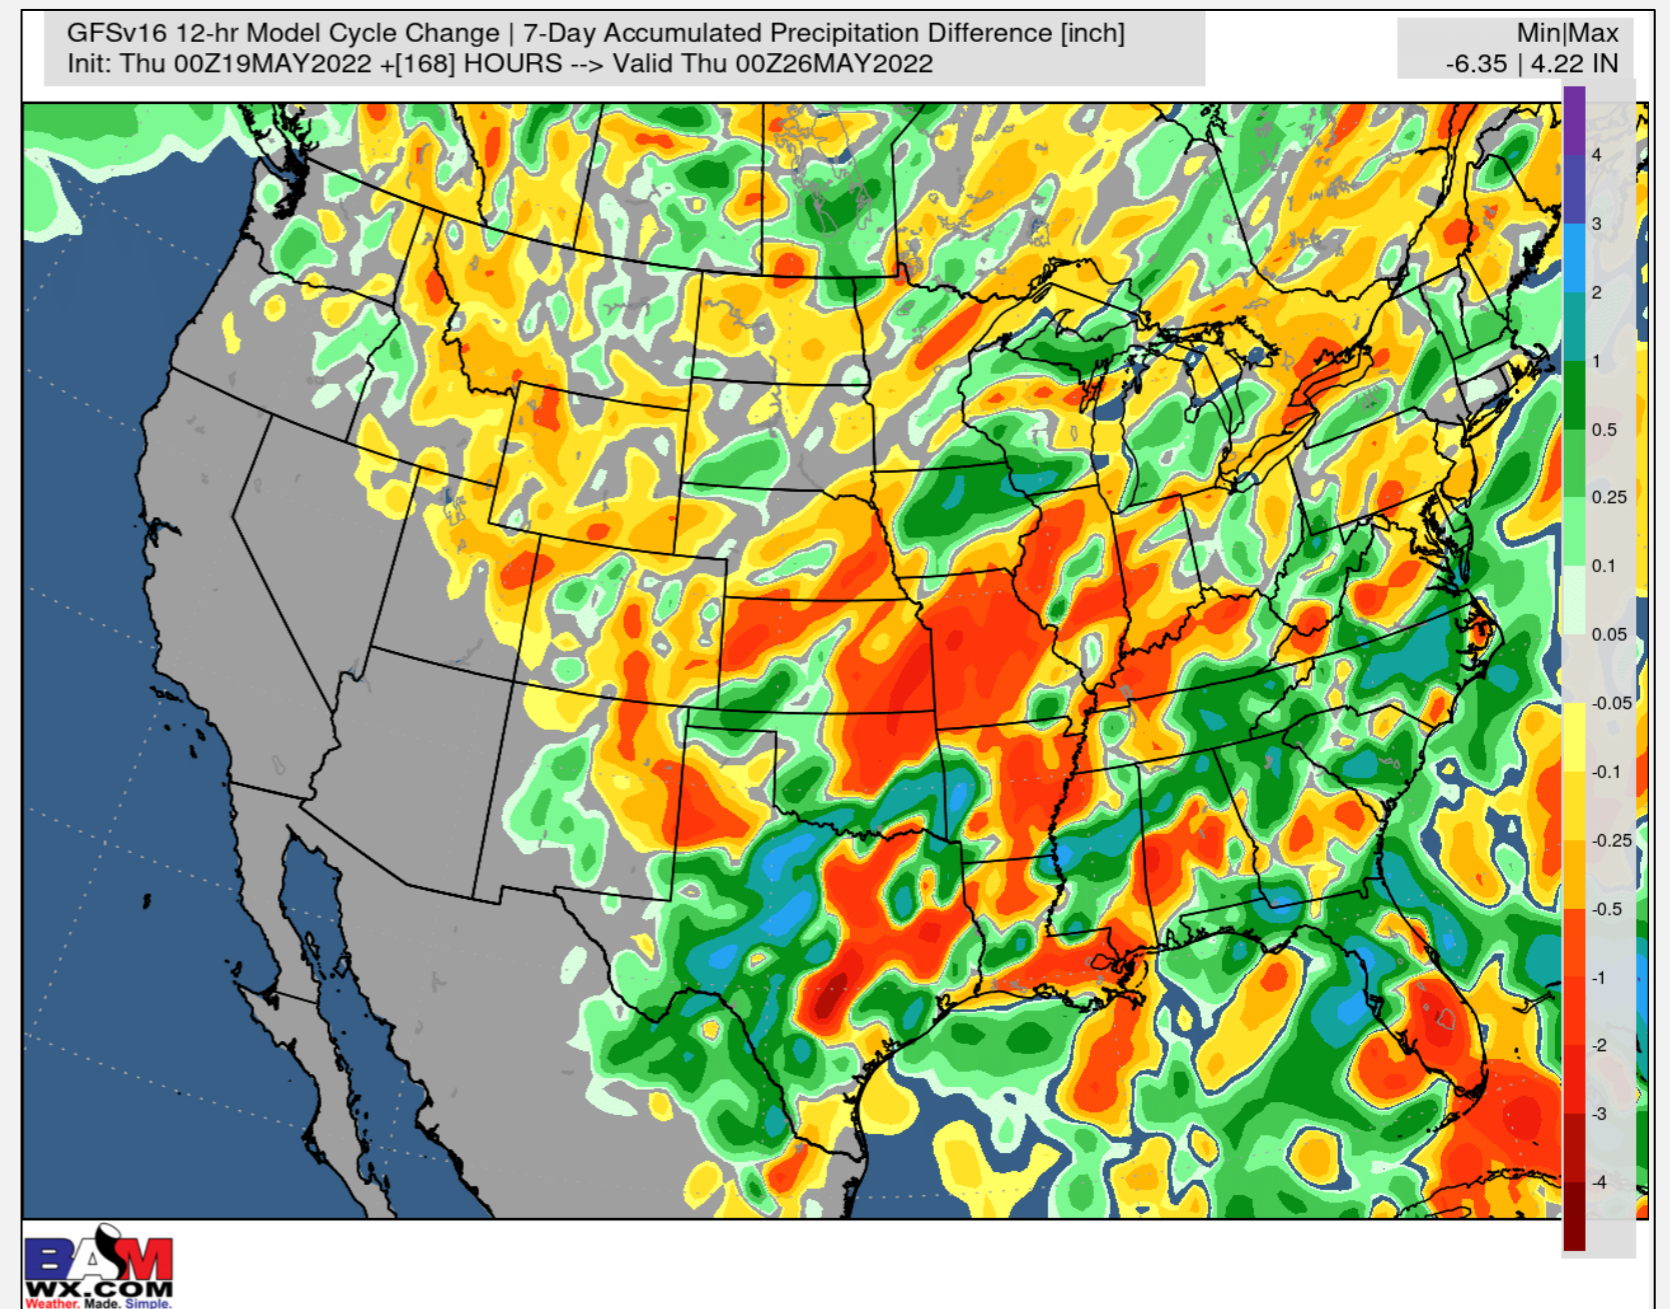 GFSv16 12-hr Model Cycle Change | 7-Day Accumulated Precipitation Difference [inch]
Init: Thu 00Z19MAY2022 +[168] HOURS --> Valid Thu 00Z26MAY2022
Min|Max
-6.35 | 4.22 IN
4
3
2
1
0.5
0.25
0.1
0.05
-0.05
-0.1
-0.25
-0.5
-1
-2
-3
-4
BAM
WX.COM
Weather. Made. Simple.